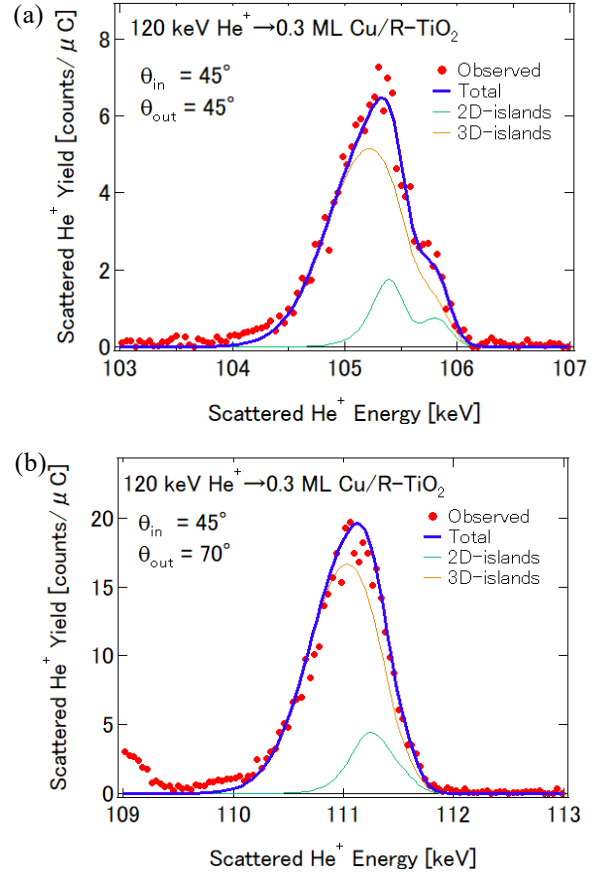 (a)
120 keV He⁺→0.3 ML Cu/R-TiO₂
θin = 45°
θout = 45°
Observed
Total
2D-islands
3D-islands
Scattered He⁺ Yield [counts/μC]
8
6
4
2
0
103 104 105 106 107
Scattered He⁺ Energy [keV]
(b)
120 keV He⁺→0.3 ML Cu/R-TiO₂
θin = 45°
θout = 70°
Observed
Total
2D-islands
3D-islands
Scattered He⁺ Yield [counts/μC]
20
15
10
5
0
109 110 111 112 113
Scattered He⁺ Energy [keV]